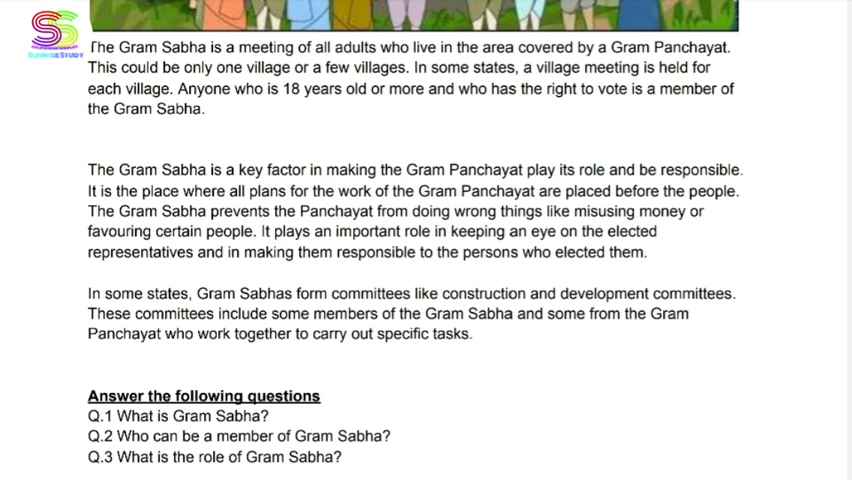 SS
SUNRISE STUDY
The Gram Sabha is a meeting of all adults who live in the area covered by a Gram Panchayat.
This could be only one village or a few villages. In some states, a village meeting is held for
each village. Anyone who is 18 years old or more and who has the right to vote is a member of
the Gram Sabha.
The Gram Sabha is a key factor in making the Gram Panchayat play its role and be responsible.
It is the place where all plans for the work of the Gram Panchayat are placed before the people.
The Gram Sabha prevents the Panchayat from doing wrong things like misusing money or
favouring certain people. It plays an important role in keeping an eye on the elected
representatives and in making them responsible to the persons who elected them.
In some states, Gram Sabhas form committees like construction and development committees.
These committees include some members of the Gram Sabha and some from the Gram
Panchayat who work together to carry out specific tasks.
Answer the following questions
Q.1 What is Gram Sabha?
Q.2 Who can be a member of Gram Sabha?
Q.3 What is the role of Gram Sabha?